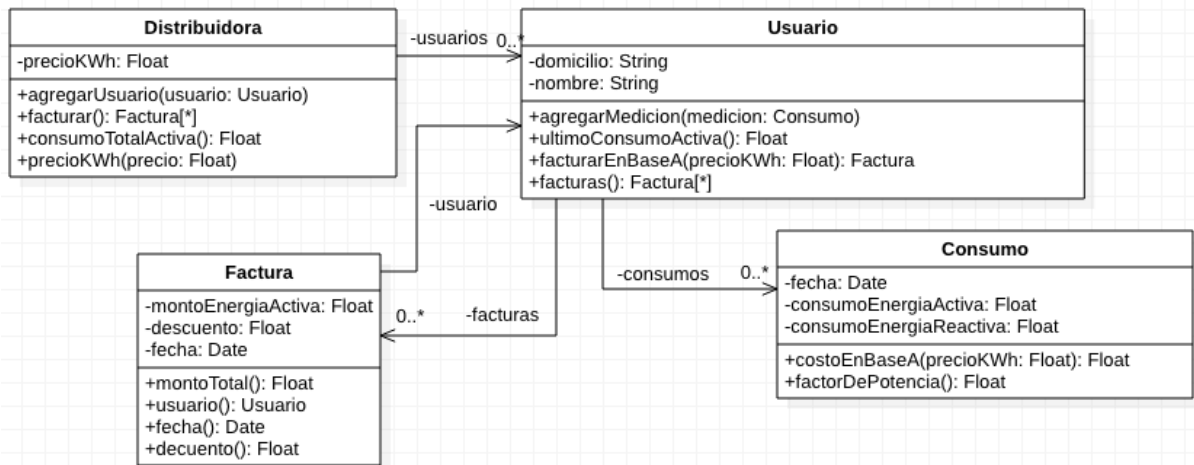 Distribuidora
-precioKWh: Float
+agregarUsuario(usuario: Usuario)
+facturar(): Factura[*]
+consumoTotalActiva(): Float
+precioKWh(precio: Float)
-usuarios 0..*
Usuario
-domicilio: String
-nombre: String
+agregarMedicion(medicion: Consumo)
+ultimoConsumoActiva(): Float
+facturarEnBaseA(precioKWh: Float): Factura
+facturas(): Factura[*]
-usuario
Factura
-montoEnergiaActiva: Float
-descuento: Float
-fecha: Date
+montoTotal(): Float
+usuario(): Usuario
+fecha(): Date
+decuento(): Float
0..* -facturas
-consumos 0..*
Consumo
-fecha: Date
-consumoEnergiaActiva: Float
-consumoEnergiaReactiva: Float
+costoEnBaseA(precioKWh: Float): Float
+factorDePotencia(): Float